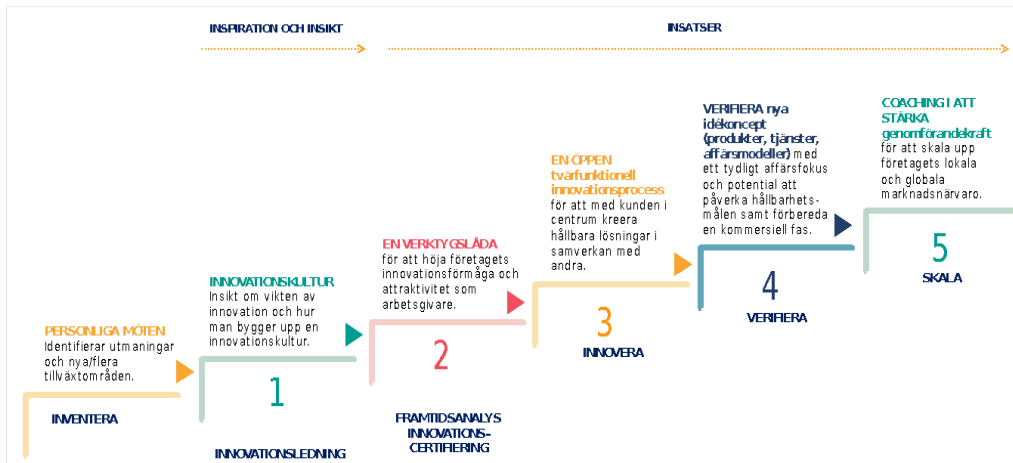 INSPIRATION OCH INSIKT
INSATSER
PERSONLIGA MÖTEN
Identifierar utmaningar
och nya/flera
tillväxtområden.
INVENTERA
INNOVATIONSKULTUR
Insikt om vikten av
innovation och hur
man bygger upp en
innovationskultur.
1
INNOVATIONSLEDNING
EN VERKTYGSLÅDA
för att höja företagets
innovationsförmåga och
attraktivitet som
arbetsgivare.
2
FRAMTIDSANALYS
INNOVATIONS-
CERTIFIERING
EN ÖPPEN
tvärfunktionell
innovationsprocess
för att med kunden i
centrum kreera
hållbara lösningar i
samverkan med
andra.
3
INNOVERA
VERIFIERA nya
idékoncept
(produkter, tjänster,
affärsmodeller) med
ett tydligt affärsfokus
och potential att
påverka hållbarhets-
målen samt förbereda
en kommersiell fas.
4
VERIFIERA
COACHING I ATT
STÄRKA
genomförandekraft
för att skala upp
företagets lokala
och globala
marknadsnärvaro.
5
SKALA